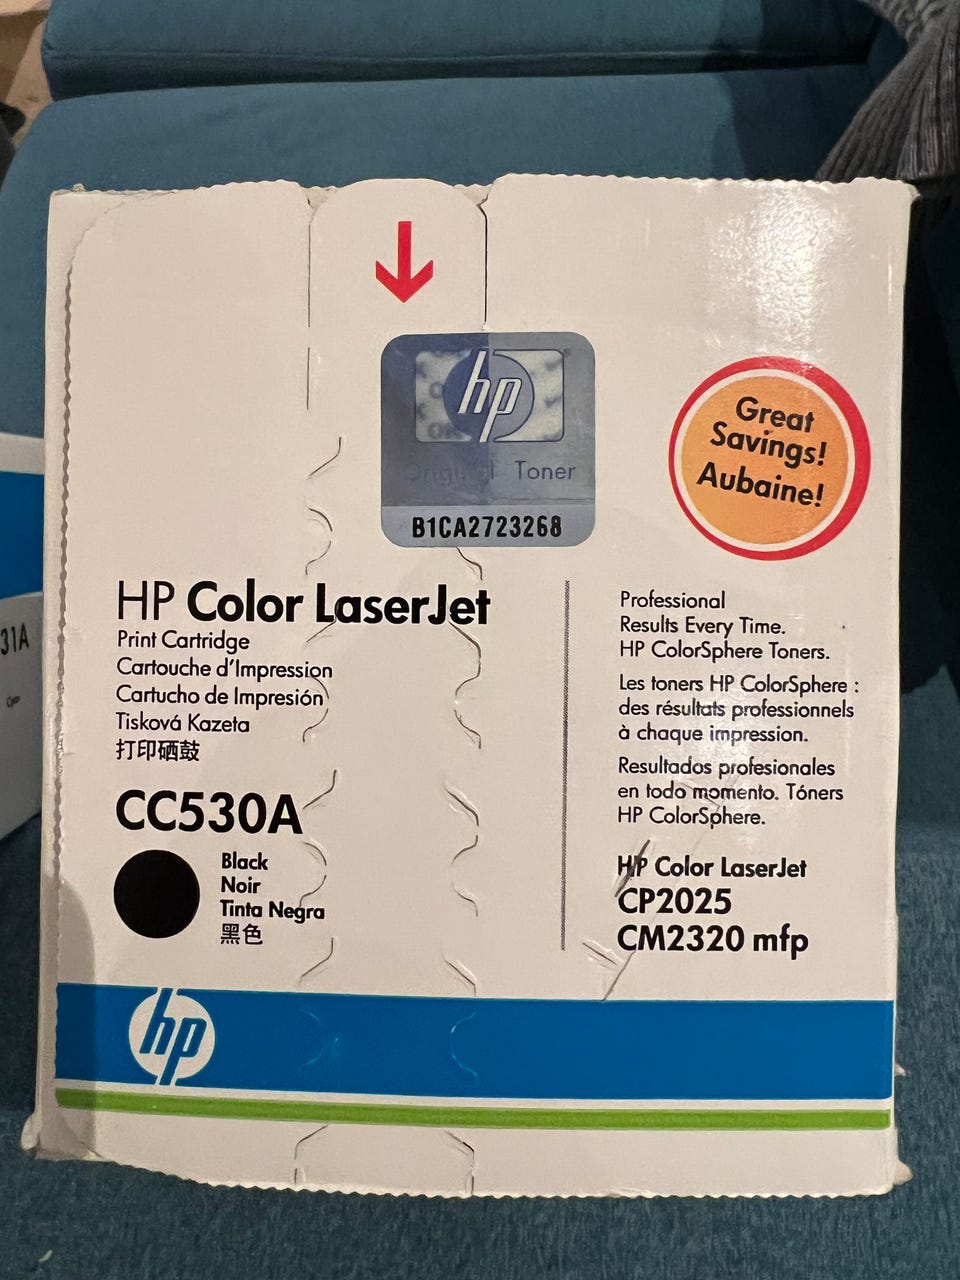 hp
Original Toner
B1CA2723268
Great
Savings!
Aubaine!
HP Color LaserJet
Print Cartridge
Cartouche d'Impression
Cartucho de Impresión
Tisková Kazeta
打印硒鼓
CC530A
Black
Noir
Tinta Negra
黑色
Professional
Results Every Time.
HP ColorSphere Toners.
Les toners HP ColorSphere :
des résultats professionnels
à chaque impression.
Resultados profesionales
en todo momento. Tóners
HP ColorSphere.
HP Color LaserJet
CP2025
CM2320 mfp
hp
31A